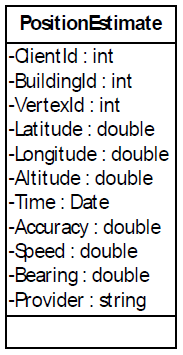 PositionEstimate
-ClientId : int
-BuildingId : int
-VertexId : int
-Latitude : double
-Longitude : double
-Altitude : double
-Time : Date
-Accuracy : double
-Speed : double
-Bearing : double
-Provider : string